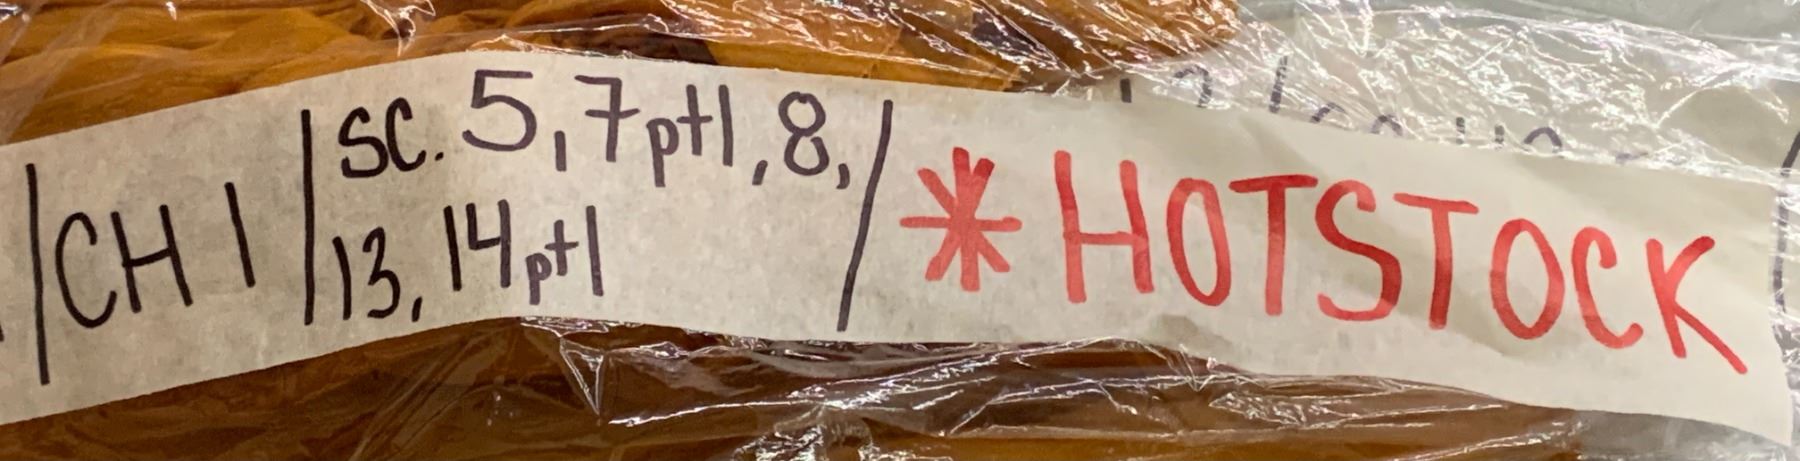 /CH 1/SC. 5, 7pt1, 8, /*HOTSTOCK
13, 14pt1